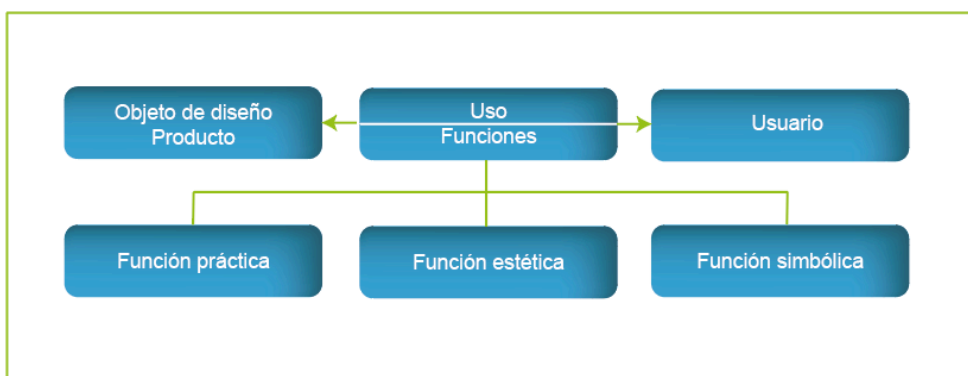 Objeto de diseño
Producto
Uso
Funciones
Usuario
Función práctica
Función estética
Función simbólica